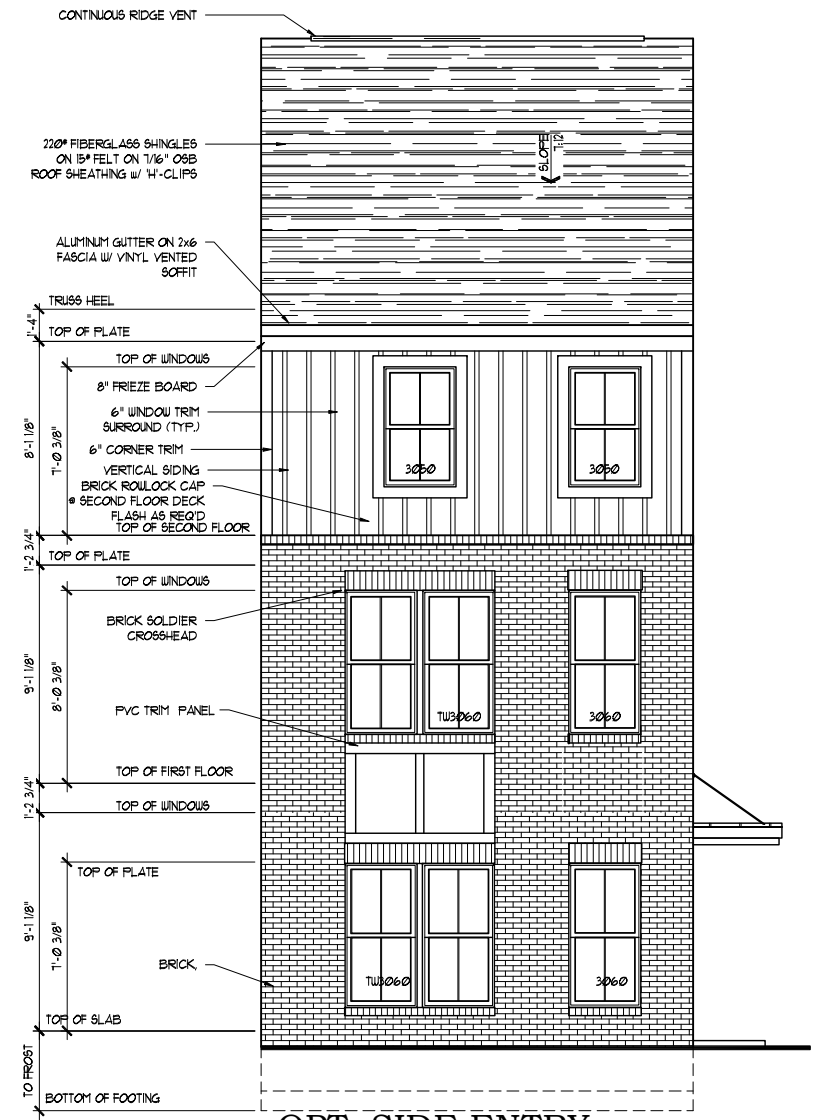 CONTINUOUS RIDGE VENT
220# FIBERGLASS SHINGLES
ON 15# FELT ON 7/16" OSB
ROOF SHEATHING w/ 'H'-CLIPS
SLOPE
7:12
ALUMINUM GUTTER ON 2x6
FASCIA W/ VINYL VENTED
SOFFIT
TRUSS HEEL
1'-4"
TOP OF PLATE
TOP OF WINDOWS
8" FRIEZE BOARD
6" WINDOW TRIM
SURROUND (TYP.)
8'-1 1/8"
7'-0 3/8"
6" CORNER TRIM
VERTICAL SIDING
3050
3050
BRICK ROWLOCK CAP
@ SECOND FLOOR DECK
FLASH AS REQ'D
TOP OF SECOND FLOOR
1'-2 3/4"
TOP OF PLATE
TOP OF WINDOWS
BRICK SOLDIER
CROSSHEAD
9'-1 1/8"
8'-0 3/8"
PVC TRIM PANEL
TW3060
3060
TOP OF FIRST FLOOR
1'-2 3/4"
TOP OF WINDOWS
TOP OF PLATE
9'-1 1/8"
7'-0 3/8"
BRICK,
TW3060
3060
TOP OF SLAB
TO FROST
BOTTOM OF FOOTING
OPT. SIDE ENTRY